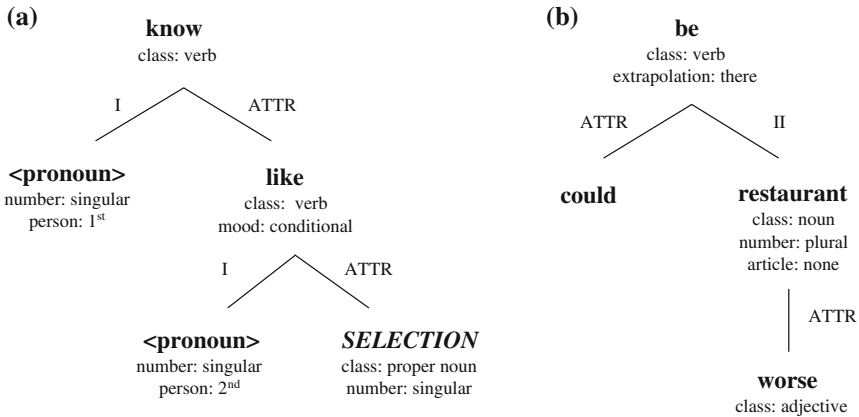 (a)
know
class: verb
I
ATTR
<pronoun>
number: singular
person: 1st
like
class: verb
mood: conditional
I
ATTR
<pronoun>
number: singular
person: 2nd
SELECTION
class: proper noun
number: singular
(b)
be
class: verb
extrapolation: there
ATTR
II
could
restaurant
class: noun
number: plural
article: none
ATTR
worse
class: adjective